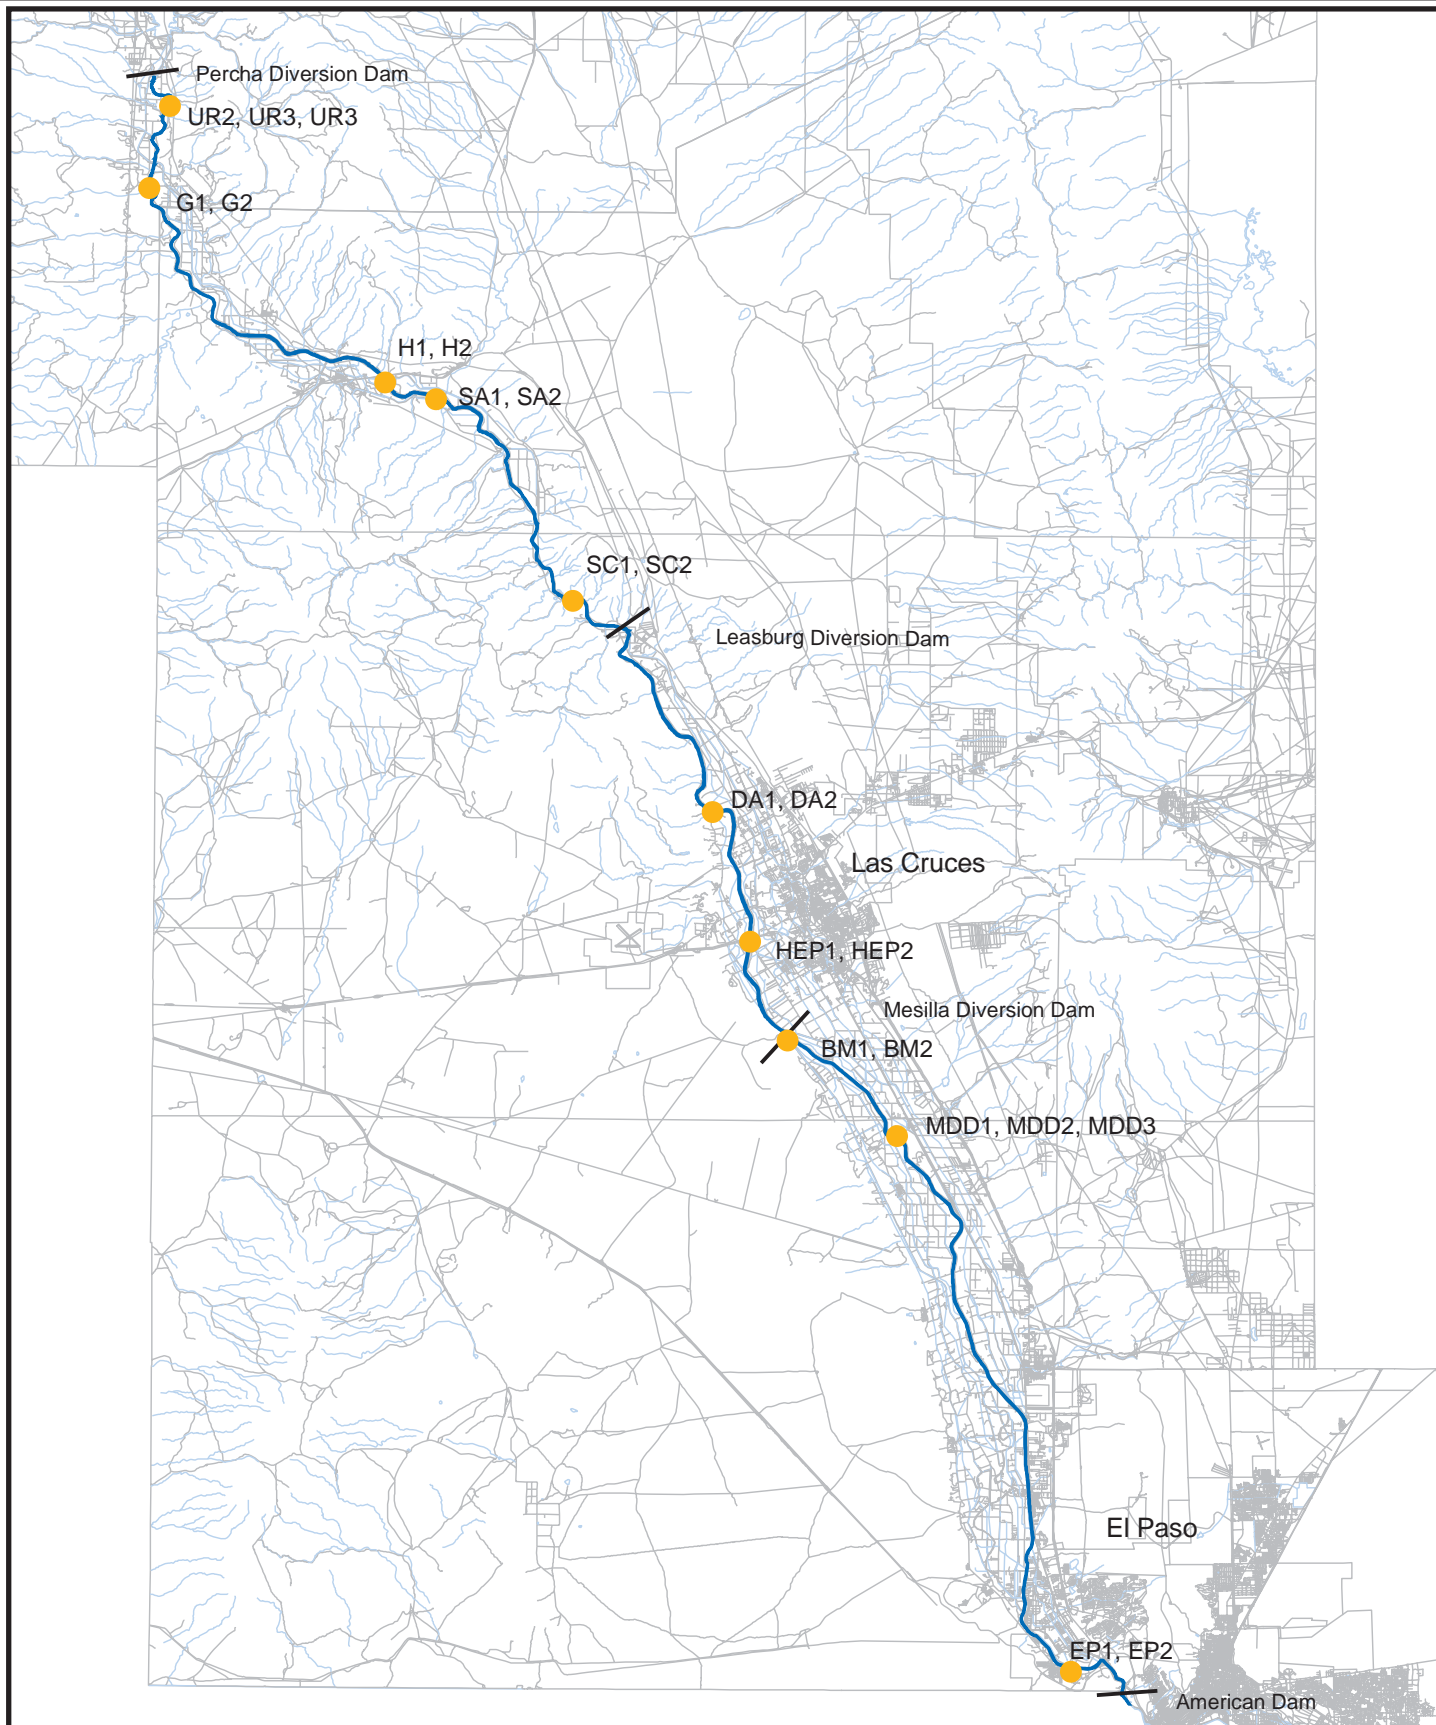 Percha Diversion Dam
UR2, UR3, UR3
G1, G2
H1, H2
SA1, SA2
SC1, SC2
Leasburg Diversion Dam
DA1, DA2
Las Cruces
HEP1, HEP2
Mesilla Diversion Dam
BM1, BM2
MDD1, MDD2, MDD3
El Paso
EP1, EP2
American Dam